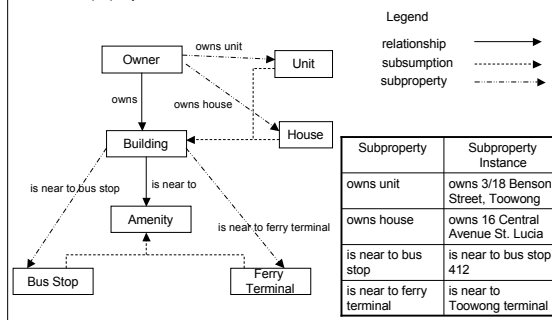 Legend
relationship
subsumption
subproperty
Owner
owns unit
Unit
owns
owns house
House
Building
is near to bus stop
is near to
Amenity
is near to ferry terminal
Bus Stop
Ferry
Terminal
Subproperty
Subproperty
Instance
owns unit
owns 3/18 Benson
Street, Toowong
owns house
owns 16 Central
Avenue St. Lucia
is near to bus
stop
is near to bus stop
412
is near to ferry
terminal
is near to
Toowong terminal